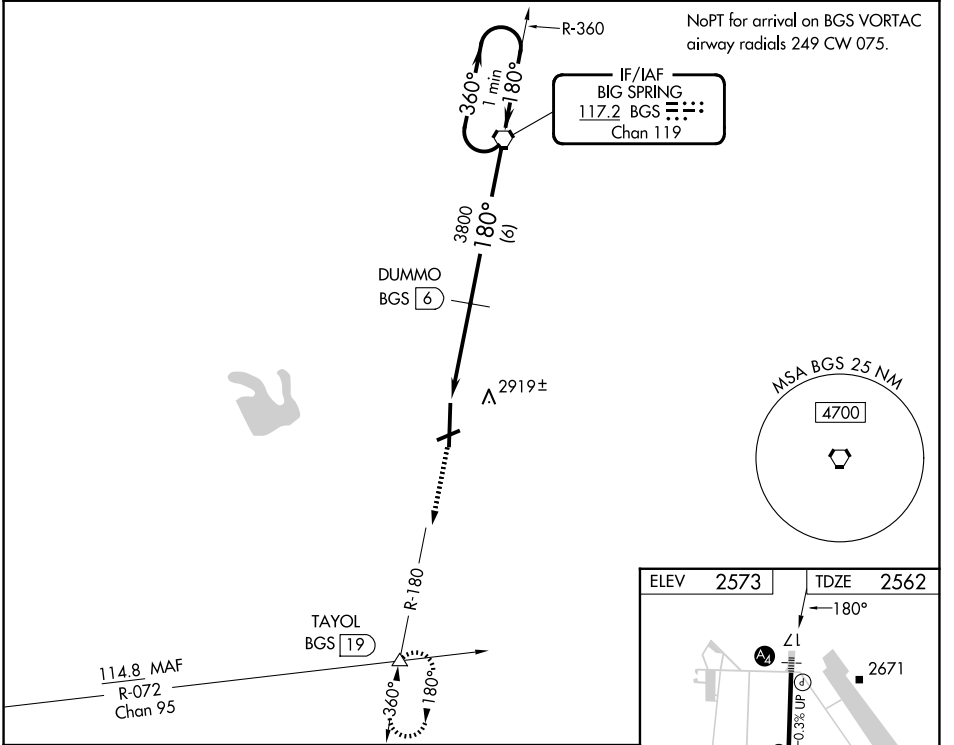 R-360
NoPT for arrival on BGS VORTAC
airway radials 249 CW 075.
360°
1 min
180°
IF/IAF
BIG SPRING
117.2 BGS
Chan 119
3800
180°
(6)
DUMMO
BGS 6
2919±
MSA BGS 25 NM
4700
R-180
TAYOL
BGS 19
114.8 MAF
R-072
Chan 95
360°
180°
ELEV 2573
TDZE 2562
180°
17
A4
2671
0.3% UP